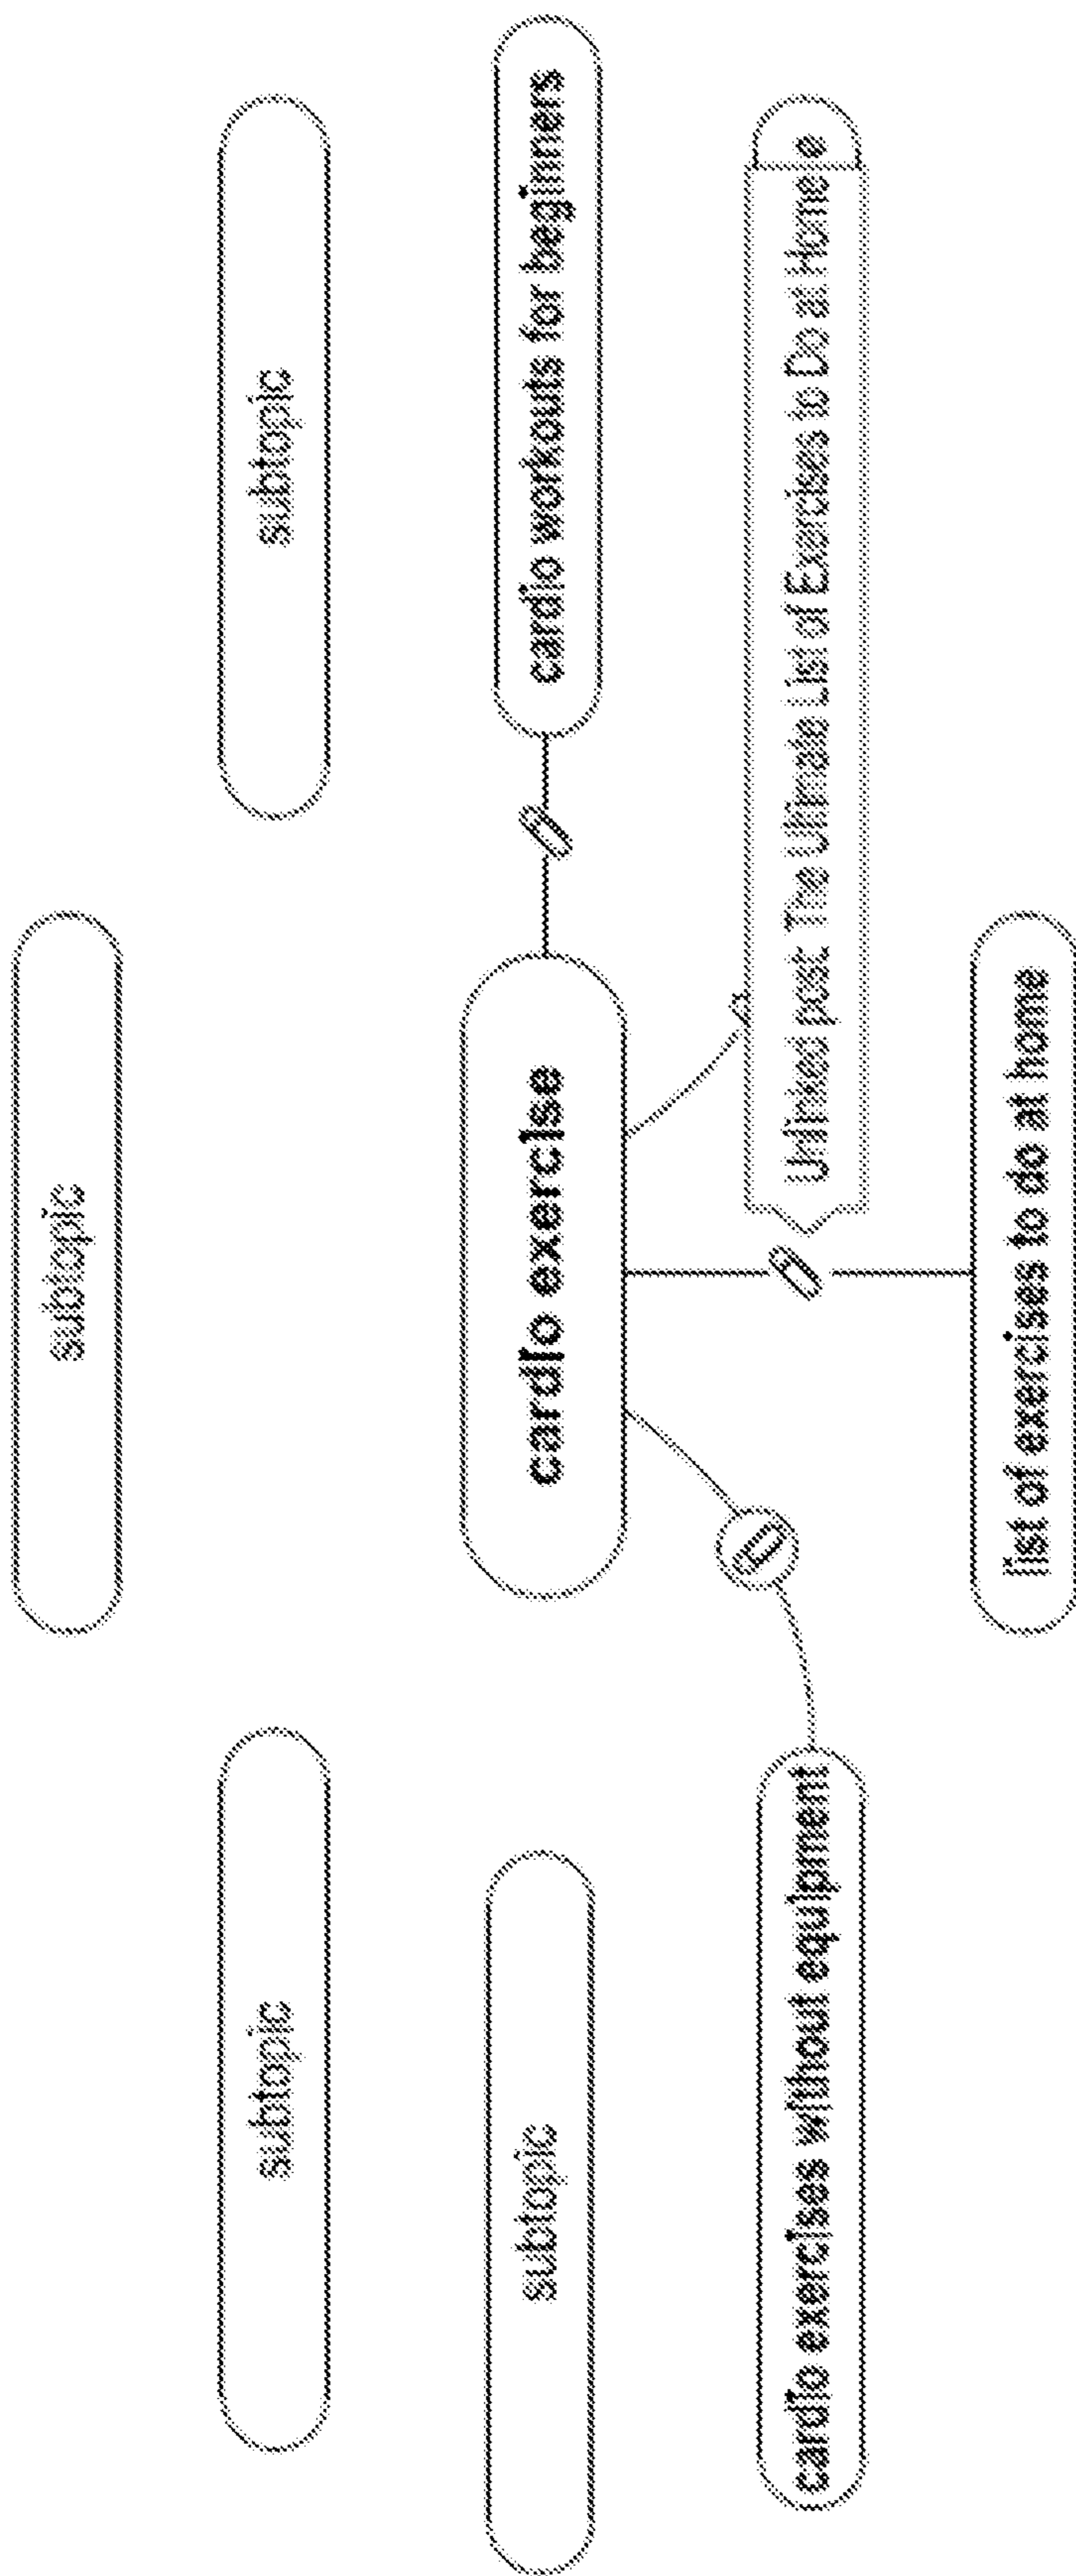 subtopic
subtopic
subtopic
subtopic
cardio exercise
cardio workouts for beginners
cardio exercises without equipment
Unlinked post: The Ultimate List of Exercises to Do at Home
list of exercises to do at home